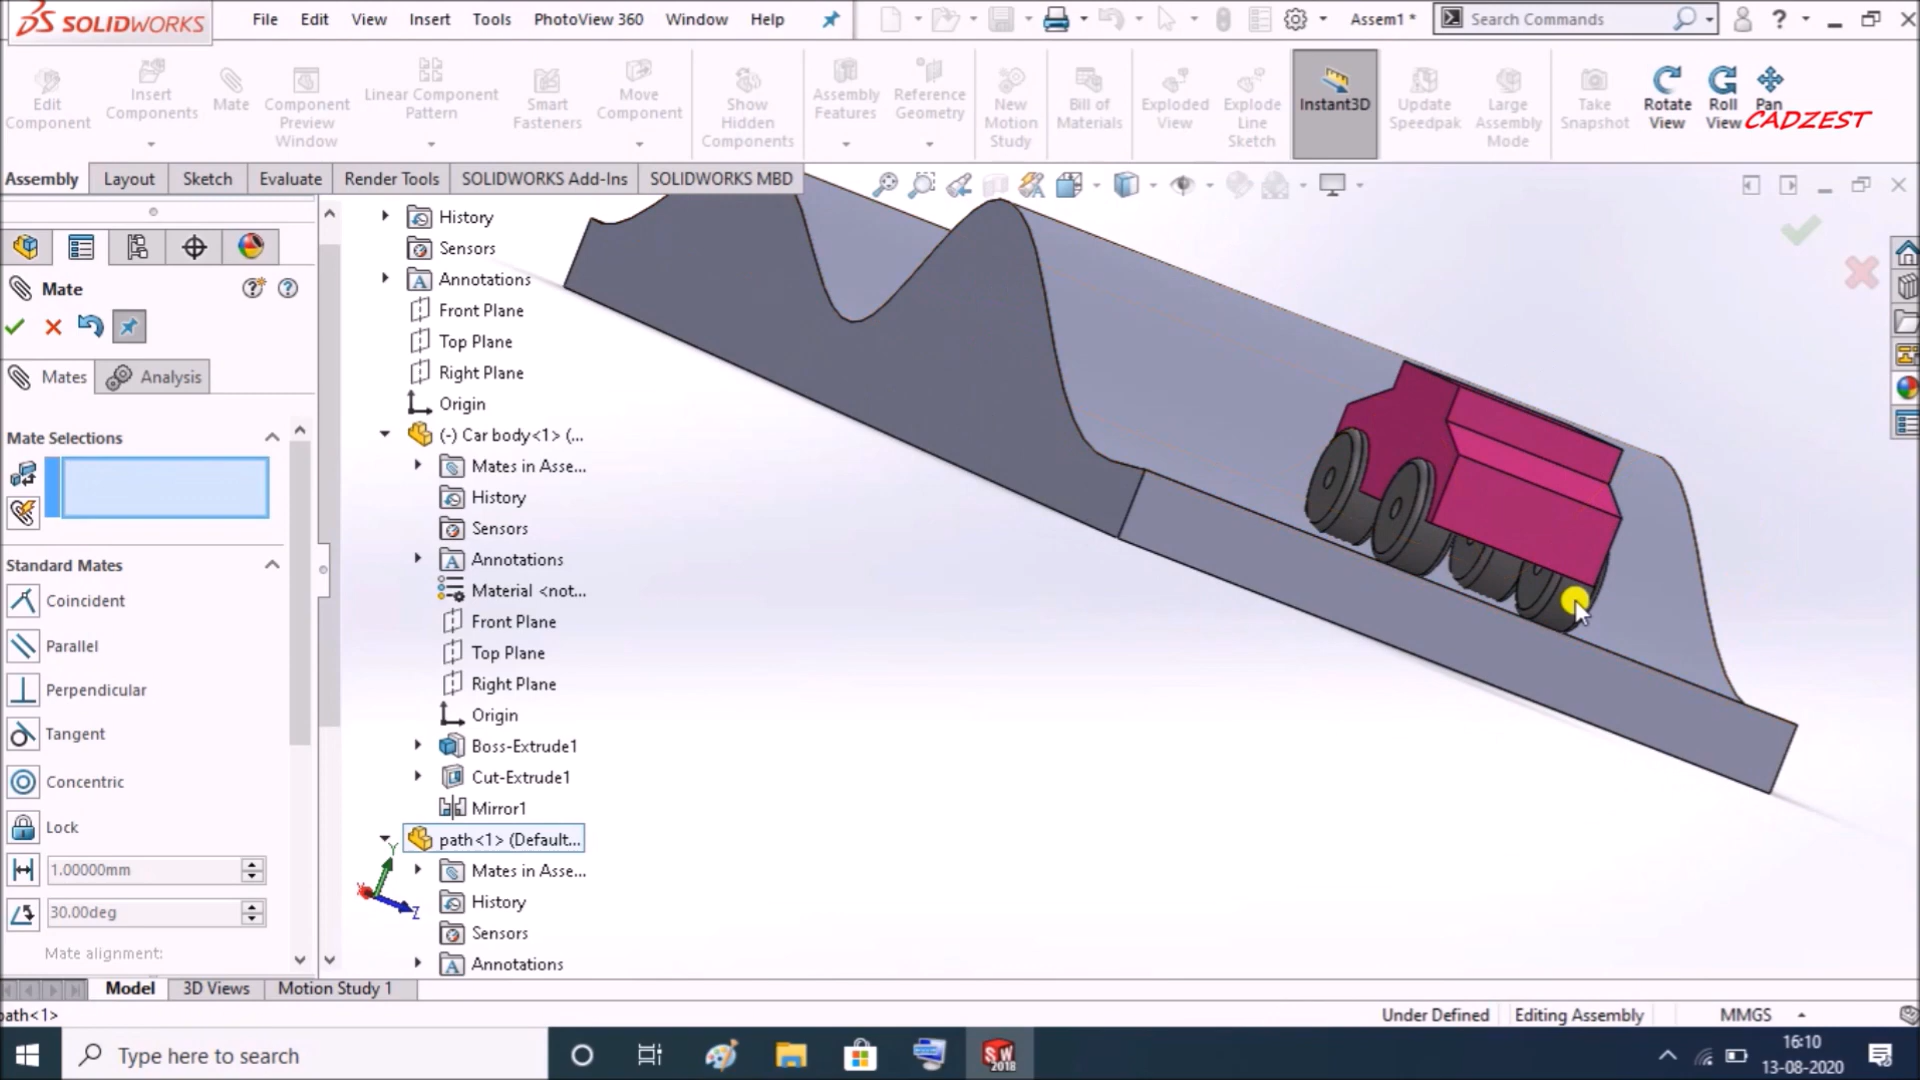 SOLIDWORKS
File Edit View Insert Tools PhotoView 360 Window Help
Assem1 *
Search Commands
Edit Component
Insert Components
Mate
Component Preview Window
Linear Component Pattern
Smart Fasteners
Move Component
Show Hidden Components
Assembly Features
Reference Geometry
New Motion Study
Bill of Materials
Exploded View
Explode Line Sketch
Instant3D
Update Speedpak
Large Assembly Mode
Take Snapshot
Rotate View
Roll View
Pan
CADZEST
Assembly Layout Sketch Evaluate Render Tools SOLIDWORKS Add-Ins SOLIDWORKS MBD
Mate
Mates
Analysis
Mate Selections
Standard Mates
Coincident
Parallel
Perpendicular
Tangent
Concentric
Lock
1.00000mm
30.00deg
Mate alignment:
History
Sensors
Annotations
Front Plane
Top Plane
Right Plane
Origin
(-) Car body<1> (...
Mates in Asse...
History
Sensors
Annotations
Material <not...
Front Plane
Top Plane
Right Plane
Origin
Boss-Extrude1
Cut-Extrude1
Mirror1
path<1> (Default...
Mates in Asse...
History
Sensors
Annotations
Y
Z
Model 3D Views Motion Study 1
path<1>
Under Defined Editing Assembly MMGS
Type here to search
SW 2018
16:10
13-08-2020